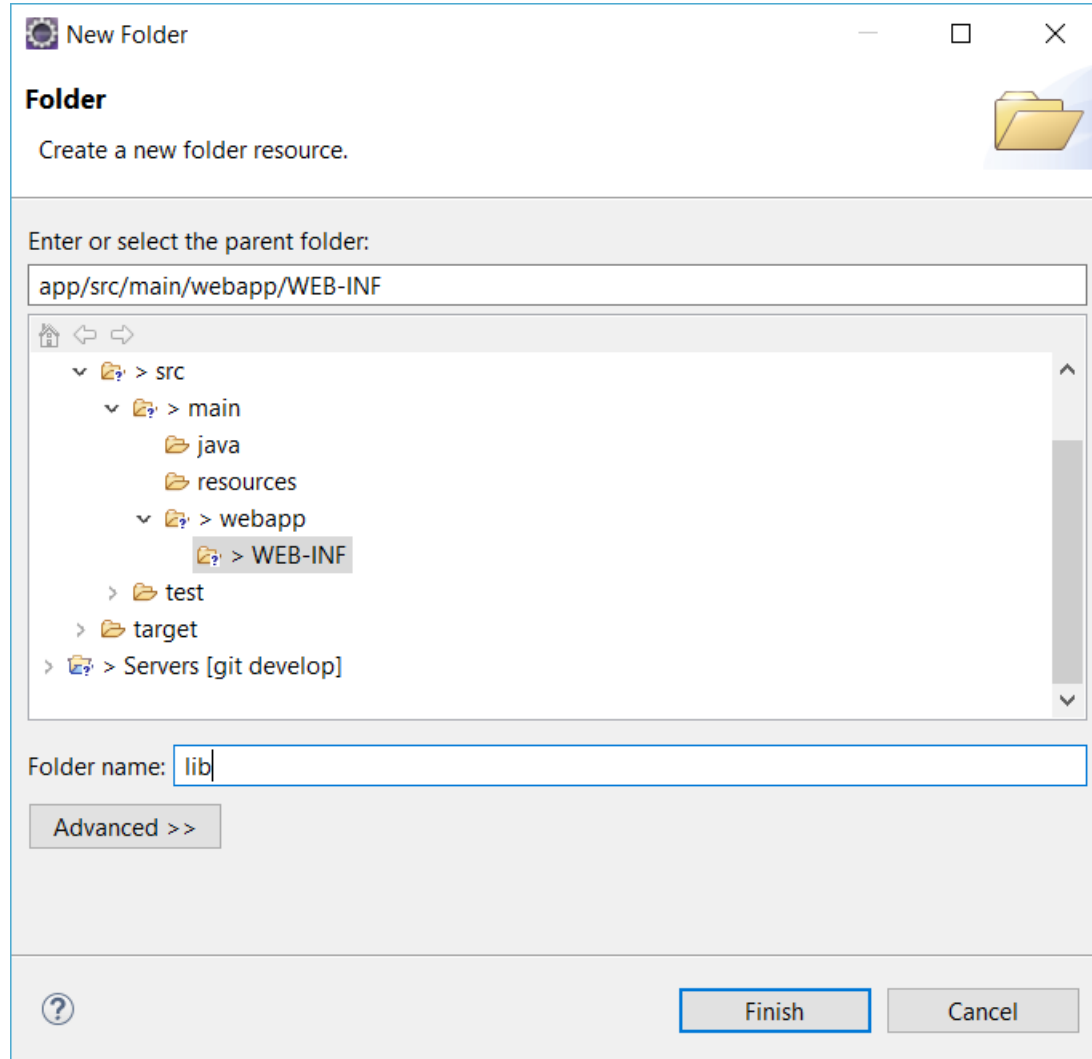 New Folder
Folder
Create a new folder resource.
Enter or select the parent folder:
app/src/main/webapp/WEB-INF
> src
> main
java
resources
> webapp
> WEB-INF
test
target
> Servers [git develop]
Folder name: lib
Advanced >>
Finish Cancel